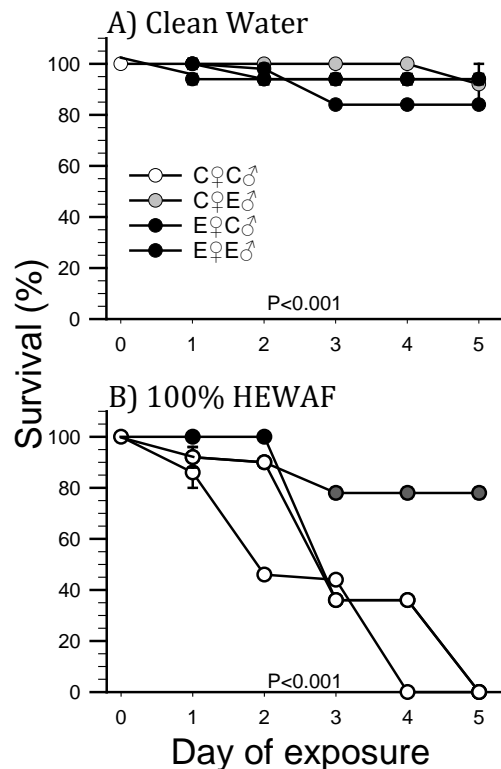 A) Clean Water
100
80
60
40
20
0
C♀C♂
C♀E♂
E♀C♂
E♀E♂
P<0.001
0 1 2 3 4 5
Survival (%)
B) 100% HEWAF
100
80
60
40
20
0
P<0.001
0 1 2 3 4 5
Day of exposure